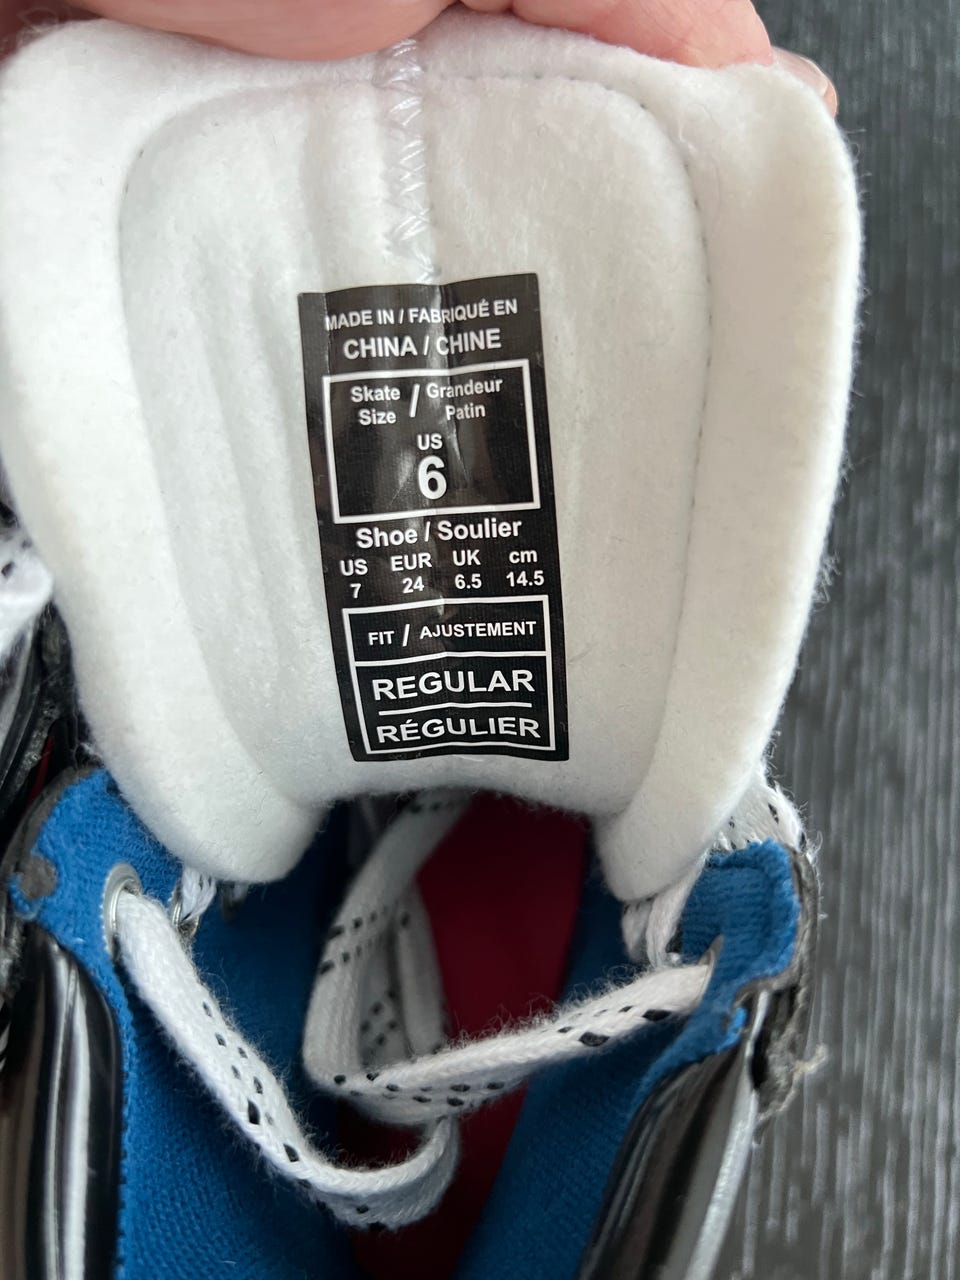 MADE IN / FABRIQUÉ EN
CHINA / CHINE
Skate Size / Grandeur Patin
US
6
Shoe / Soulier
US EUR UK cm
7 24 6.5 14.5
FIT / AJUSTEMENT
REGULAR
RÉGULIER